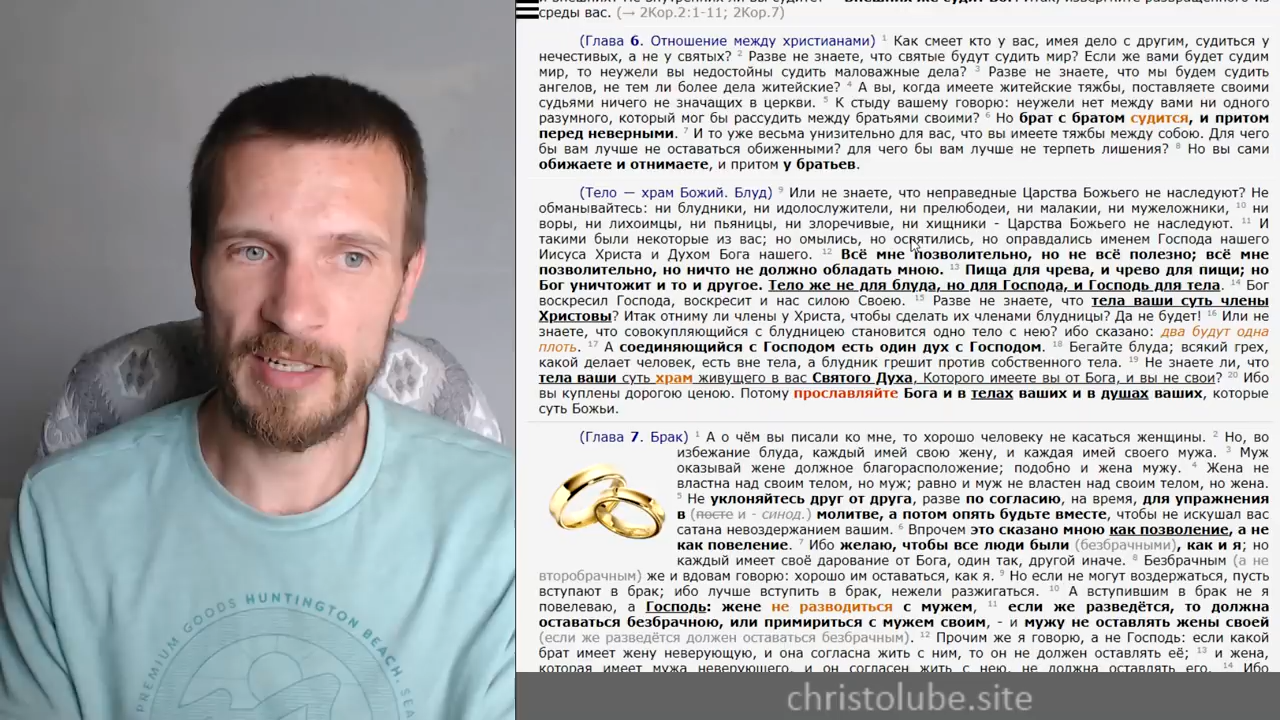 среды вас. (→ 2Кор.2:1-11; 2Кор.7)
(Глава 6. Отношение между христианами) 1 Как смеет кто у вас, имея дело с другим, судиться у
нечестивых, а не у святых? 2 Разве не знаете, что святые будут судить мир? Если же вами будет судим
мир, то неужели вы недостойны судить маловажные дела? 3 Разве не знаете, что мы будем судить
ангелов, не тем ли более дела житейские? 4 А вы, когда имеете житейские тяжбы, поставляете своими
судьями ничего не значащих в церкви. 5 К стыду вашему говорю: неужели нет между вами ни одного
разумного, который мог бы рассудить между братьями своими? 6 Но брат с братом судится, и притом
перед неверными. 7 И то уже весьма унизительно для вас, что вы имеете тяжбы между собою. Для чего
бы вам лучше не оставаться обиженными? для чего бы вам лучше не терпеть лишения? 8 Но вы сами
обижаете и отнимаете, и притом у братьев.
(Тело — храм Божий. Блуд) 9 Или не знаете, что неправедные Царства Божьего не наследуют? Не
обманывайтесь: ни блудники, ни идолослужители, ни прелюбодеи, ни малакии, ни мужеложники, 10 ни
воры, ни лихоимцы, ни пьяницы, ни злоречивые, ни хищники - Царства Божьего не наследуют. 11 И
такими были некоторые из вас; но омылись, но освятились, но оправдались именем Господа нашего
Иисуса Христа и Духом Бога нашего. 12 Всё мне позволительно, но не всё полезно; всё мне
позволительно, но ничто не должно обладать мною. 13 Пища для чрева, и чрево для пищи; но
Бог уничтожит и то и другое. Тело же не для блуда, но для Господа, и Господь для тела. 14 Бог
воскресил Господа, воскресит и нас силою Своею. 15 Разве не знаете, что тела ваши суть члены
Христовы? Итак отниму ли члены у Христа, чтобы сделать их членами блудницы? Да не будет! 16 Или не
знаете, что совокупляющийся с блудницею становится одно тело с нею? ибо сказано: два будут одна
плоть. 17 А соединяющийся с Господом есть один дух с Господом. 18 Бегайте блуда; всякий грех,
какой делает человек, есть вне тела, а блудник грешит против собственного тела. 19 Не знаете ли, что
тела ваши суть храм живущего в вас Святого Духа, Которого имеете вы от Бога, и вы не свои? 20 Ибо
вы куплены дорогою ценою. Потому прославляйте Бога и в телах ваших и в душах ваших, которые
суть Божьи.
(Глава 7. Брак) 1 А о чём вы писали ко мне, то хорошо человеку не касаться женщины. 2 Но, во
избежание блуда, каждый имей свою жену, и каждая имей своего мужа. 3 Муж
оказывай жене должное благорасположение; подобно и жена мужу. 4 Жена не
властна над своим телом, но муж; равно и муж не властен над своим телом, но жена.
5 Не уклоняйтесь друг от друга, разве по согласию, на время, для упражнения
в (посте и - синод.) молитве, а потом опять будьте вместе, чтобы не искушал вас
сатана невоздержанием вашим. 6 Впрочем это сказано мною как позволение, а не
как повеление. 7 Ибо желаю, чтобы все люди были (безбрачными), как и я; но
каждый имеет своё дарование от Бога, один так, другой иначе. 8 Безбрачным (а не
второбрачным) же и вдовам говорю: хорошо им оставаться, как я. 9 Но если не могут воздержаться, пусть
вступают в брак; ибо лучше вступить в брак, нежели разжигаться. 10 А вступившим в брак не я
повелеваю, а Господь: жене не разводиться с мужем, 11 если же разведётся, то должна
оставаться безбрачною, или примириться с мужем своим, - и мужу не оставлять жены своей
(если же разведётся должен оставаться безбрачным). 12 Прочим же я говорю, а не Господь: если какой
брат имеет жену неверующую, и она согласна жить с ним, то он не должен оставлять её; 13 и жена,
которая имеет мужа неверующего, и он согласен жить с нею, не должна оставлять его. 14 Ибо
christolube.site
PREMIUM GOODS HUNTINGTON BEACH,